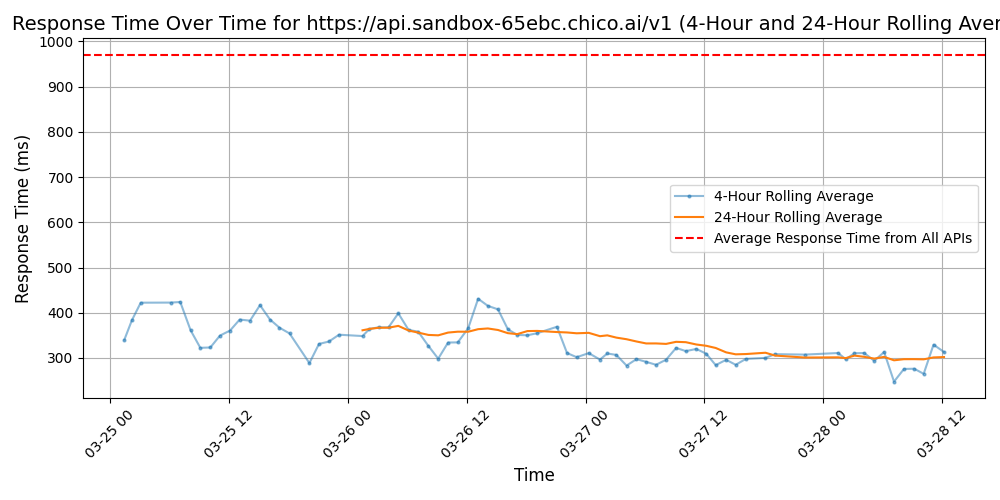 Response Time Over Time for https://api.sandbox-65ebc.chico.ai/v1 (4-Hour and 24-Hour Rolling Aver
1000
900
800
700
600
500
400
300
Response Time (ms)
4-Hour Rolling Average
24-Hour Rolling Average
Average Response Time from All APIs
03-25 00
03-25 12
03-26 00
03-26 12
03-27 00
03-27 12
03-28 00
03-28 12
Time